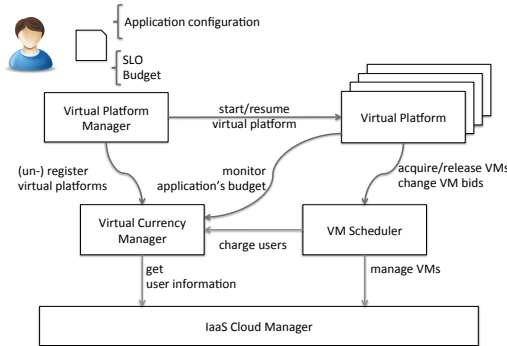 Application configuration
SLO
Budget
Virtual Platform
Manager
start/resume
virtual platform
Virtual Platform
(un-) register
virtual platforms
monitor
application's budget
acquire/release VMs
change VM bids
Virtual Currency
Manager
charge users
VM Scheduler
get
user information
manage VMs
IaaS Cloud Manager